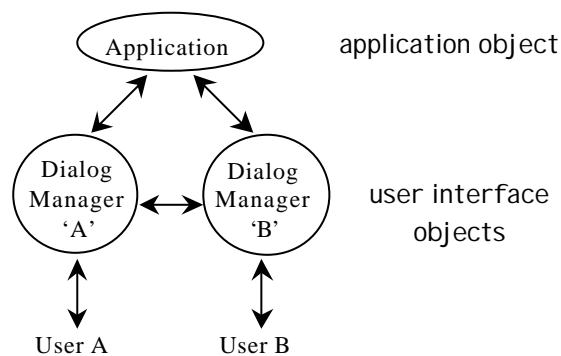 Application
application object
Dialog
Manager
‘A’
Dialog
Manager
‘B’
user interface
objects
User A
User B